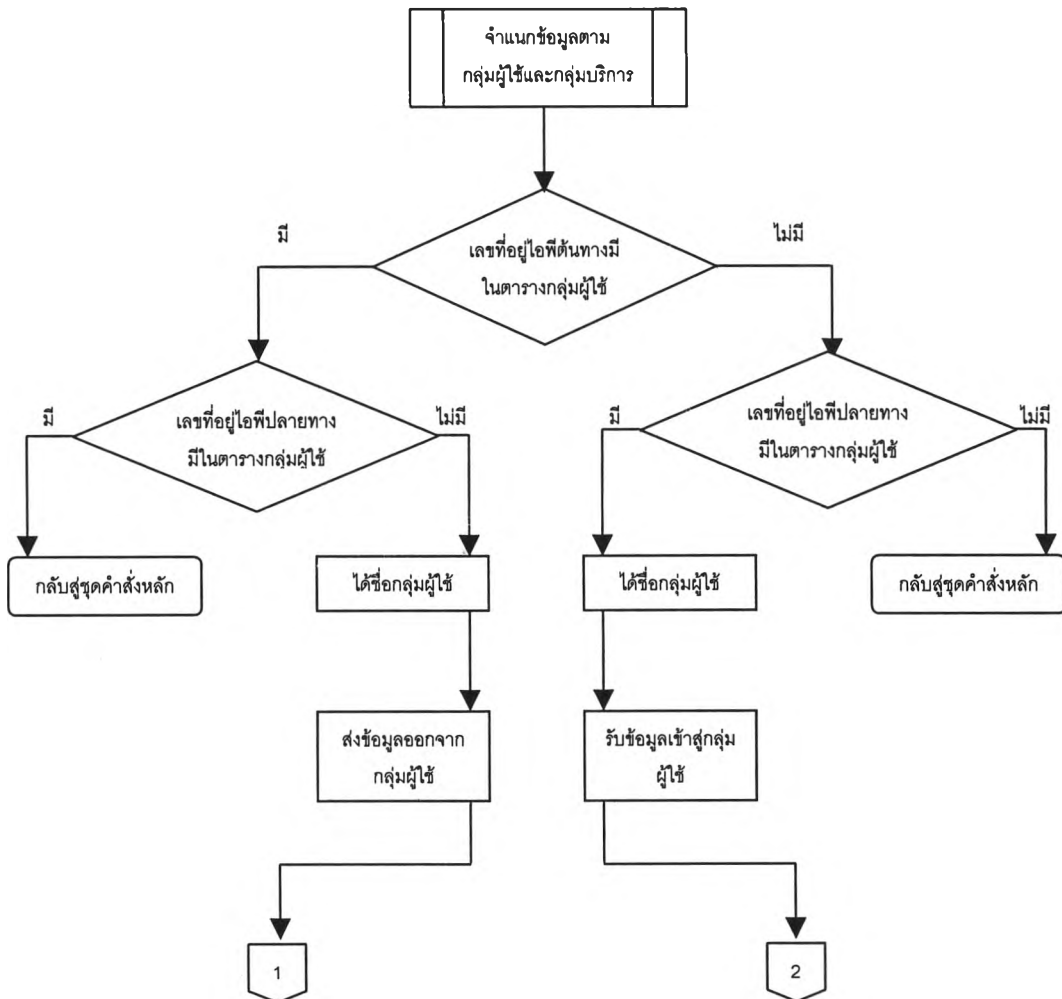 จำแนกข้อมูลตาม
กลุ่มผู้ใช้และกลุ่มบริการ
มี
ไม่มี
เลขที่อยู่ไอพีต้นทางมี
ในตารางกลุ่มผู้ใช้
มี
เลขที่อยู่ไอพีปลายทาง
มีในตารางกลุ่มผู้ใช้
ไม่มี
มี
เลขที่อยู่ไอพีปลายทาง
มีในตารางกลุ่มผู้ใช้
ไม่มี
กลับสู่ชุดคำสั่งหลัก
ได้ชื่อกลุ่มผู้ใช้
ได้ชื่อกลุ่มผู้ใช้
กลับสู่ชุดคำสั่งหลัก
ส่งข้อมูลออกจาก
กลุ่มผู้ใช้
รับข้อมูลเข้าสู่กลุ่ม
ผู้ใช้
1
2